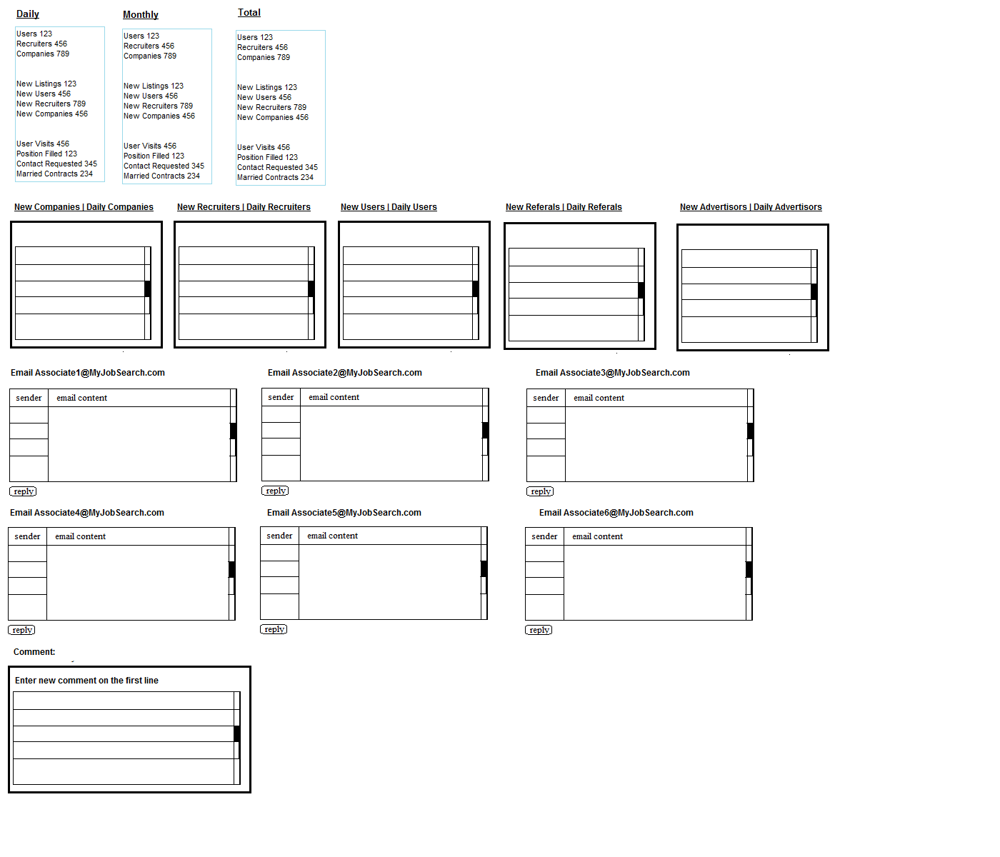 Daily
Users 123
Recruiters 456
Companies 789
New Listings 123
New Users 456
New Recruiters 789
New Companies 456
User Visits 456
Position Filled 123
Contact Requested 345
Married Contracts 234
Monthly
Users 123
Recruiters 456
Companies 789
New Listings 123
New Users 456
New Recruiters 789
New Companies 456
User Visits 456
Position Filled 123
Contact Requested 345
Married Contracts 234
Total
Users 123
Recruiters 456
Companies 789
New Listings 123
New Users 456
New Recruiters 789
New Companies 456
User Visits 456
Position Filled 123
Contact Requested 345
Married Contracts 234
New Companies | Daily Companies
New Recruiters | Daily Recruiters
New Users | Daily Users
New Referals | Daily Referals
New Advertisors | Daily Advertisors
Email Associate1@MyJobSearch.com
sender email content
reply
Email Associate2@MyJobSearch.com
sender email content
reply
Email Associate3@MyJobSearch.com
sender email content
reply
Email Associate4@MyJobSearch.com
sender email content
reply
Email Associate5@MyJobSearch.com
sender email content
reply
Email Associate6@MyJobSearch.com
sender email content
reply
Comment:
Enter new comment on the first line